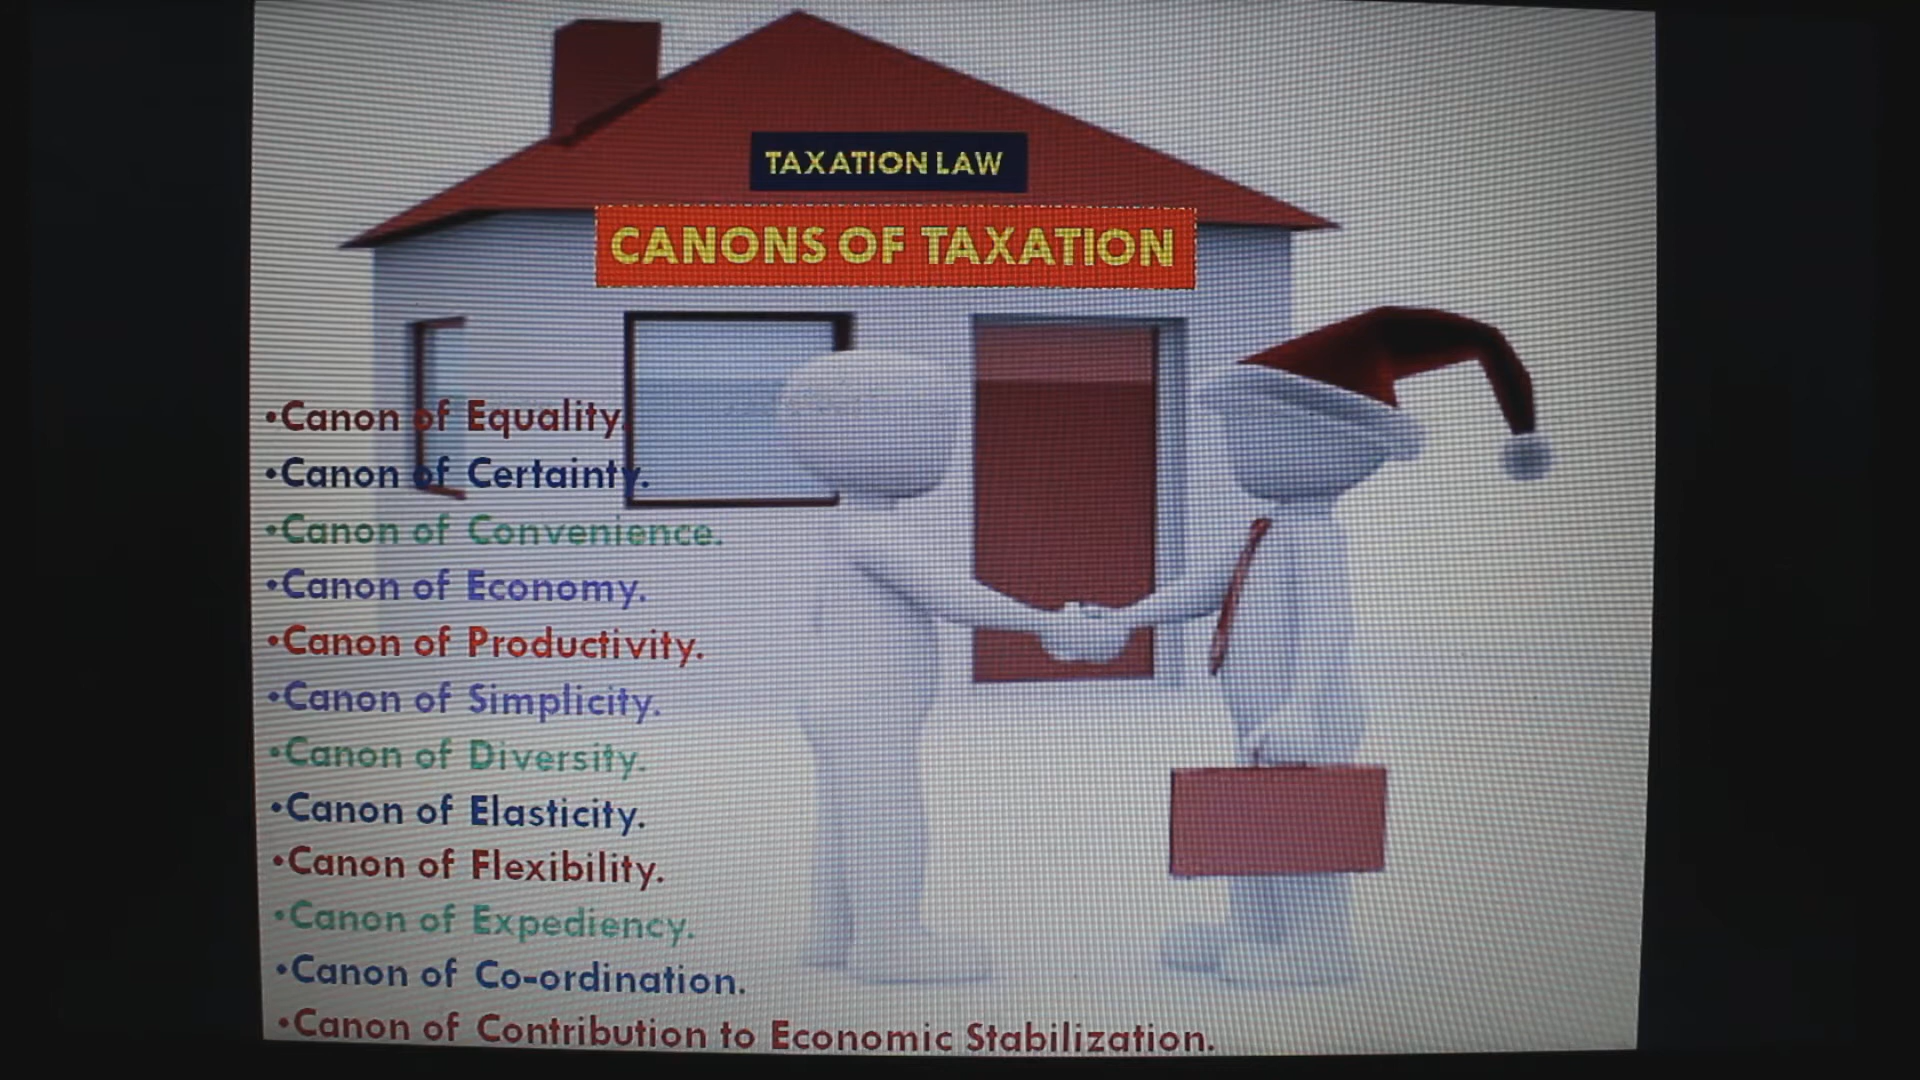 TAXATION LAW
CANONS OF TAXATION
•Canon of Equality.
•Canon of Certainty.
•Canon of Convenience.
•Canon of Economy.
•Canon of Productivity.
•Canon of Simplicity.
•Canon of Diversity.
•Canon of Elasticity.
•Canon of Flexibility.
•Canon of Expediency.
•Canon of Co-ordination.
•Canon of Contribution to Economic Stabilization.